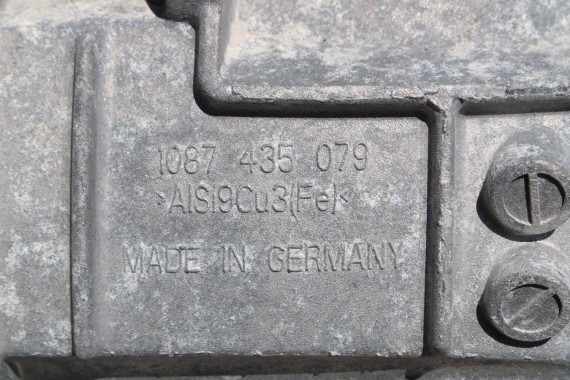 1087 435 079
>AlSi9Cu3(Fe)<
MADE IN GERMANY